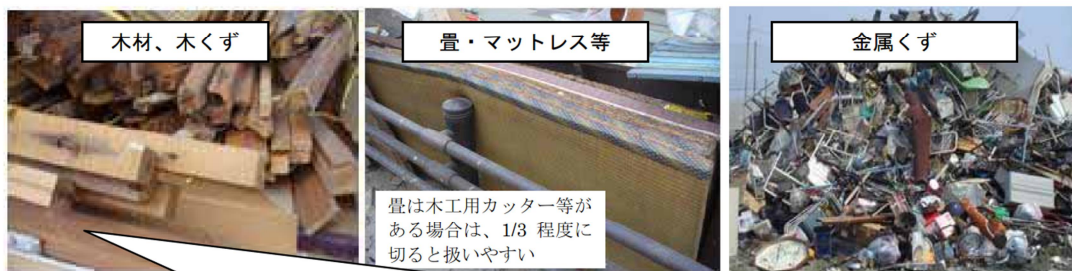 木材、木くず
畳・マットレス等
金属くず
畳は木工用カッター等が
ある場合は、1/3 程度に
切ると扱いやすい